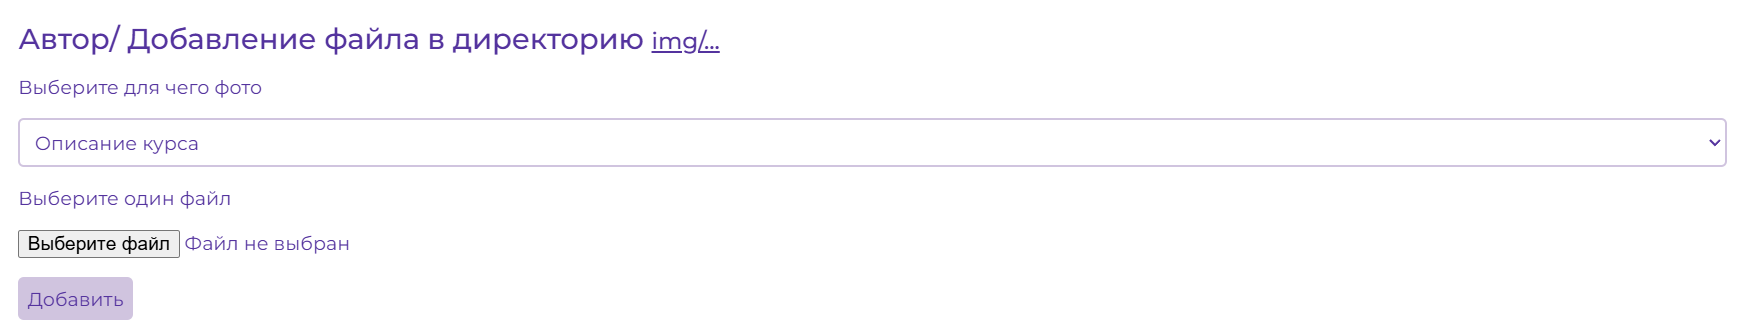 Автор/ Добавление файла в директорию img/...
Выберите для чего фото
Описание курса
Выберите один файл
Выберите файл Файл не выбран
Добавить